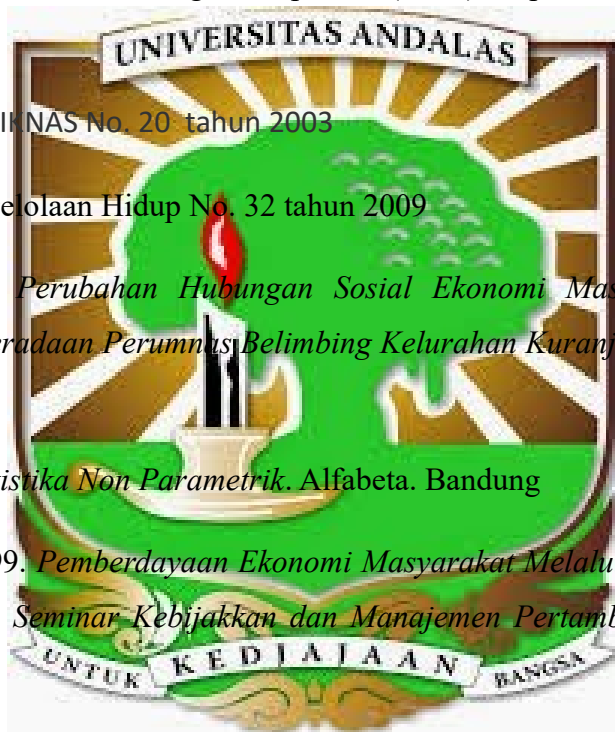 UNIVERSITAS ANDALAS
IKNAS No. 20 tahun 2003
elolaan Hidup No. 32 tahun 2009
Perubahan Hubungan Sosial Ekonomi Mas
radaan Perumnas Belimbing Kelurahan Kuranj
istika Non Parametrik. Alfabeta. Bandung
9. Pemberdayaan Ekonomi Masyarakat Melalu
Seminar Kebijakkan dan Manajemen Pertamb
UNTUK KEDJAJAAN BANGSA